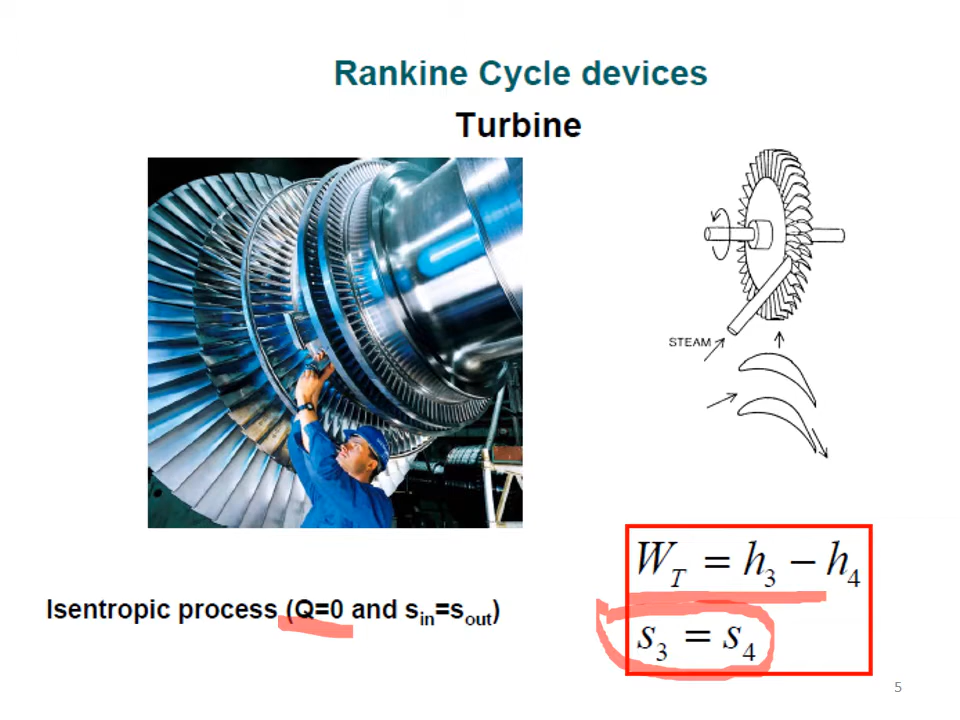 Rankine Cycle devices
Turbine
STEAM
W_T = h_3 − h_4
Isentropic process (Q=0 and s_in=s_out)
s_3 = s_4
5